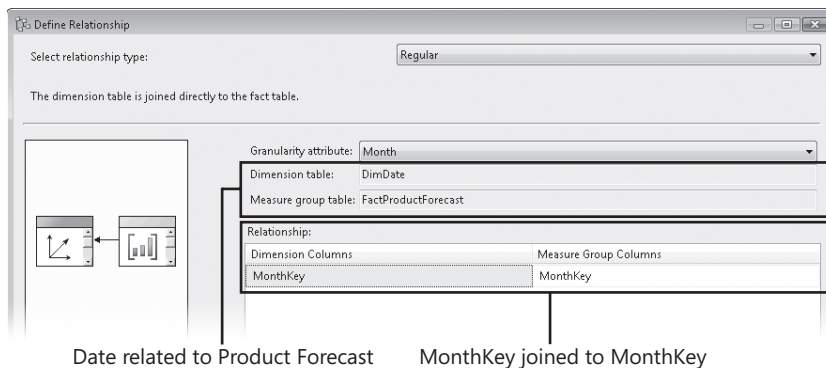 Define Relationship
Select relationship type: Regular
The dimension table is joined directly to the fact table.
Granularity attribute: Month
Dimension table: DimDate
Measure group table: FactProductForecast
Relationship:
Dimension Columns Measure Group Columns
MonthKey MonthKey
Date related to Product Forecast MonthKey joined to MonthKey